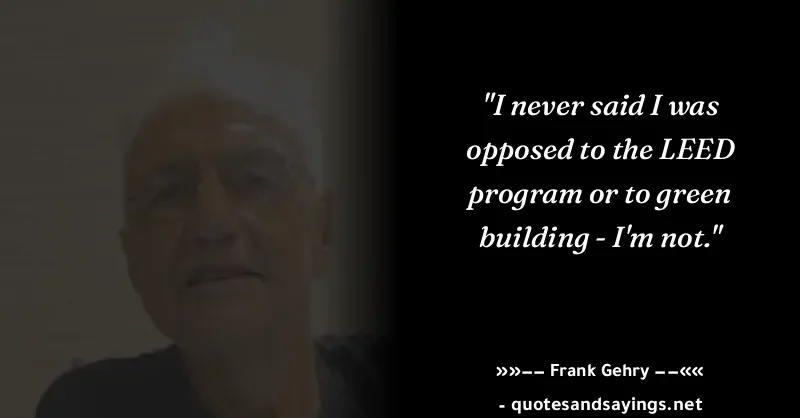 "I never said I was
opposed to the LEED
program or to green
building - I'm not."
»»-- Frank Gehry --««
- quotesandsayings.net